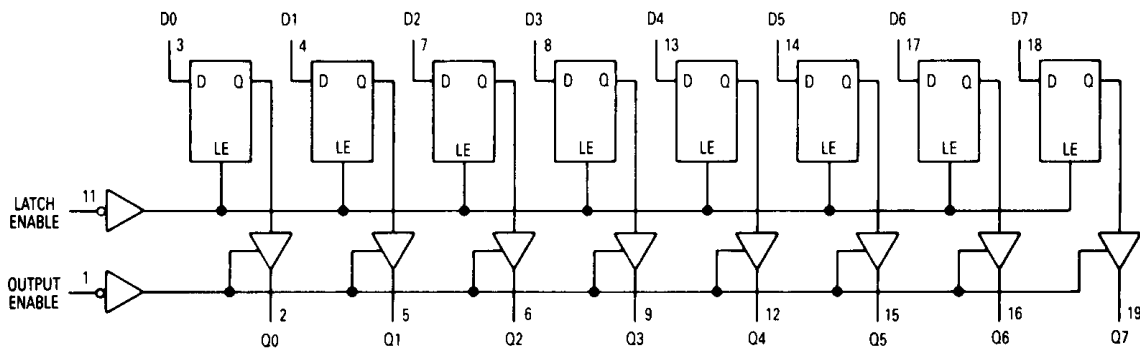 D0 D1 D2 D3 D4 D5 D6 D7
3 4 7 8 13 14 17 18
D Q D Q D Q D Q D Q D Q D Q D Q
LE LE LE LE LE LE LE LE
LATCH 11
ENABLE
OUTPUT 1
ENABLE
2 5 6 9 12 15 16 19
Q0 Q1 Q2 Q3 Q4 Q5 Q6 Q7